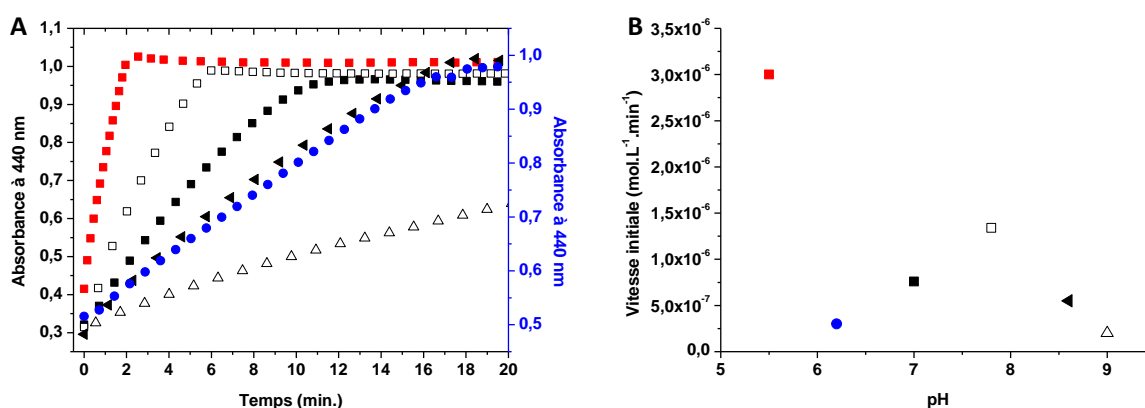 A
Absorbance à 440 nm
1,1
1,0
0,9
0,8
0,7
0,6
0,5
0,4
0,3
0 2 4 6 8 10 12 14 16 18 20
Temps (min.)
1,0
0,9
0,8
0,7
0,6
0,5
Absorbance à 440 nm
B
Vitesse initiale (mol.L⁻¹.min⁻¹)
3,5x10⁻⁶
3,0x10⁻⁶
2,5x10⁻⁶
2,0x10⁻⁶
1,5x10⁻⁶
1,0x10⁻⁶
5,0x10⁻⁷
0,0
5 6 7 8 9
pH